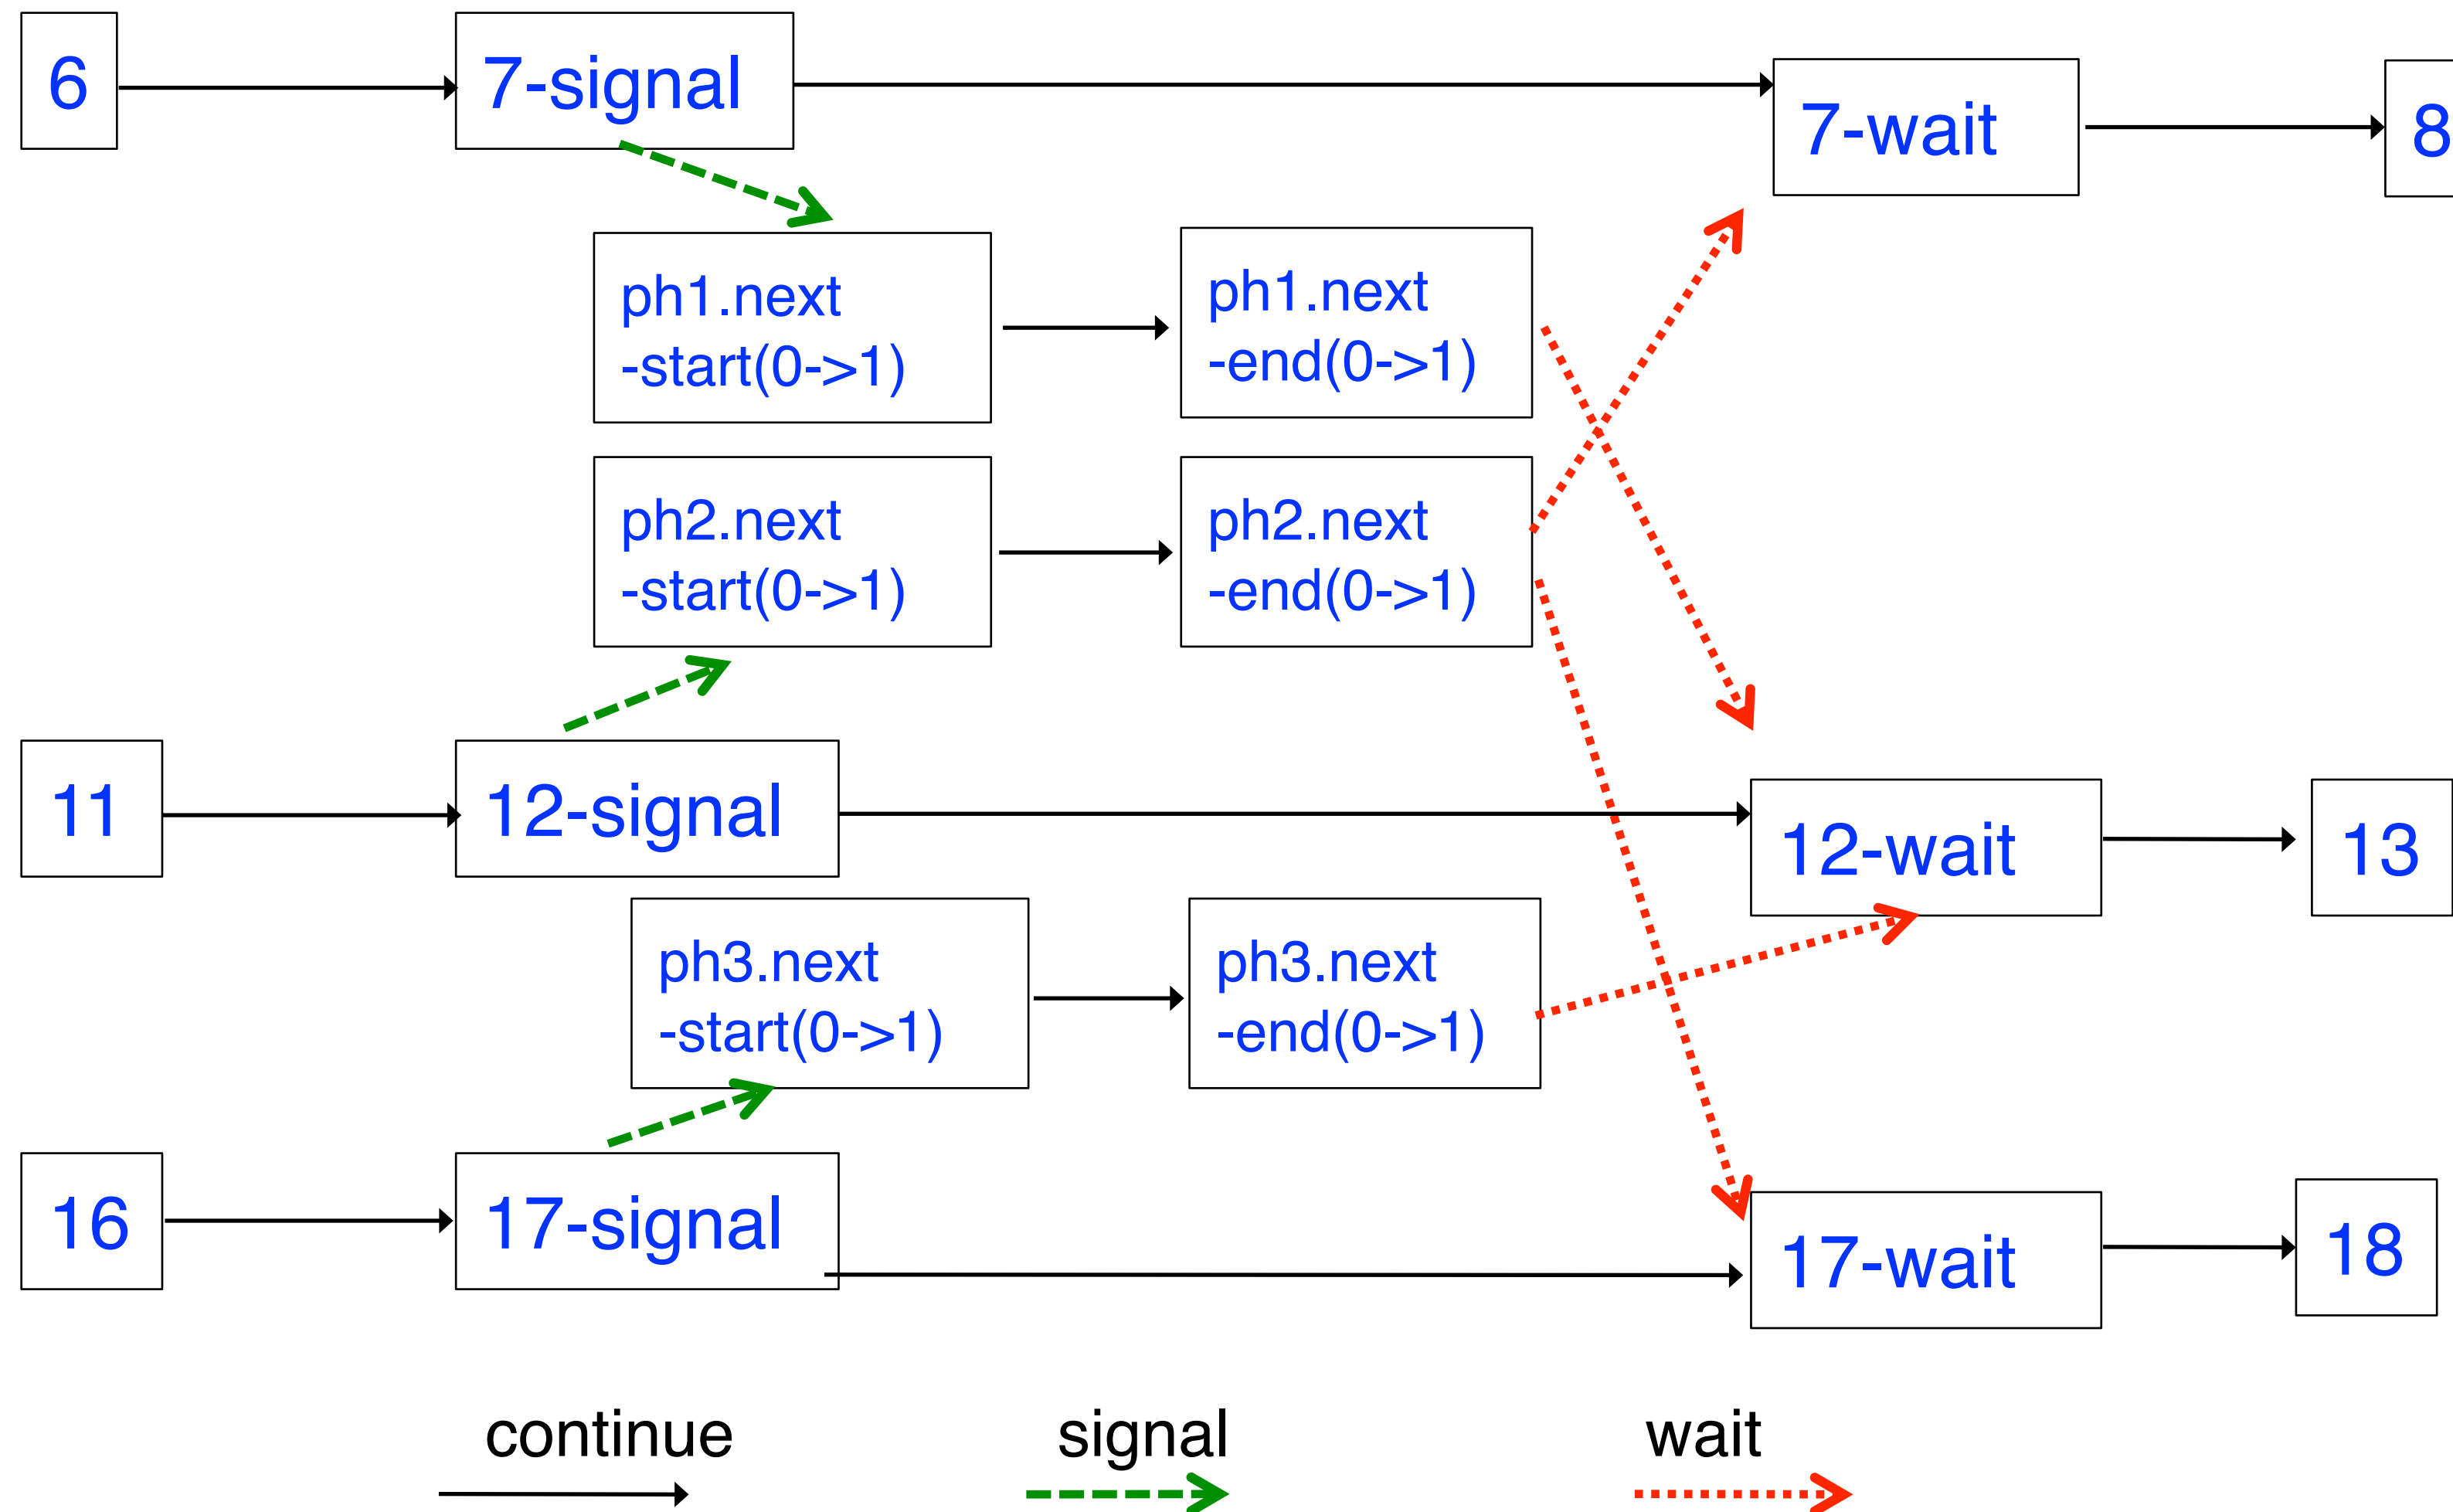 6
7-signal
7-wait
8
ph1.next
-start(0->1)
ph1.next
-end(0->1)
ph2.next
-start(0->1)
ph2.next
-end(0->1)
11
12-signal
12-wait
13
ph3.next
-start(0->1)
ph3.next
-end(0->1)
16
17-signal
17-wait
18
continue
signal
wait